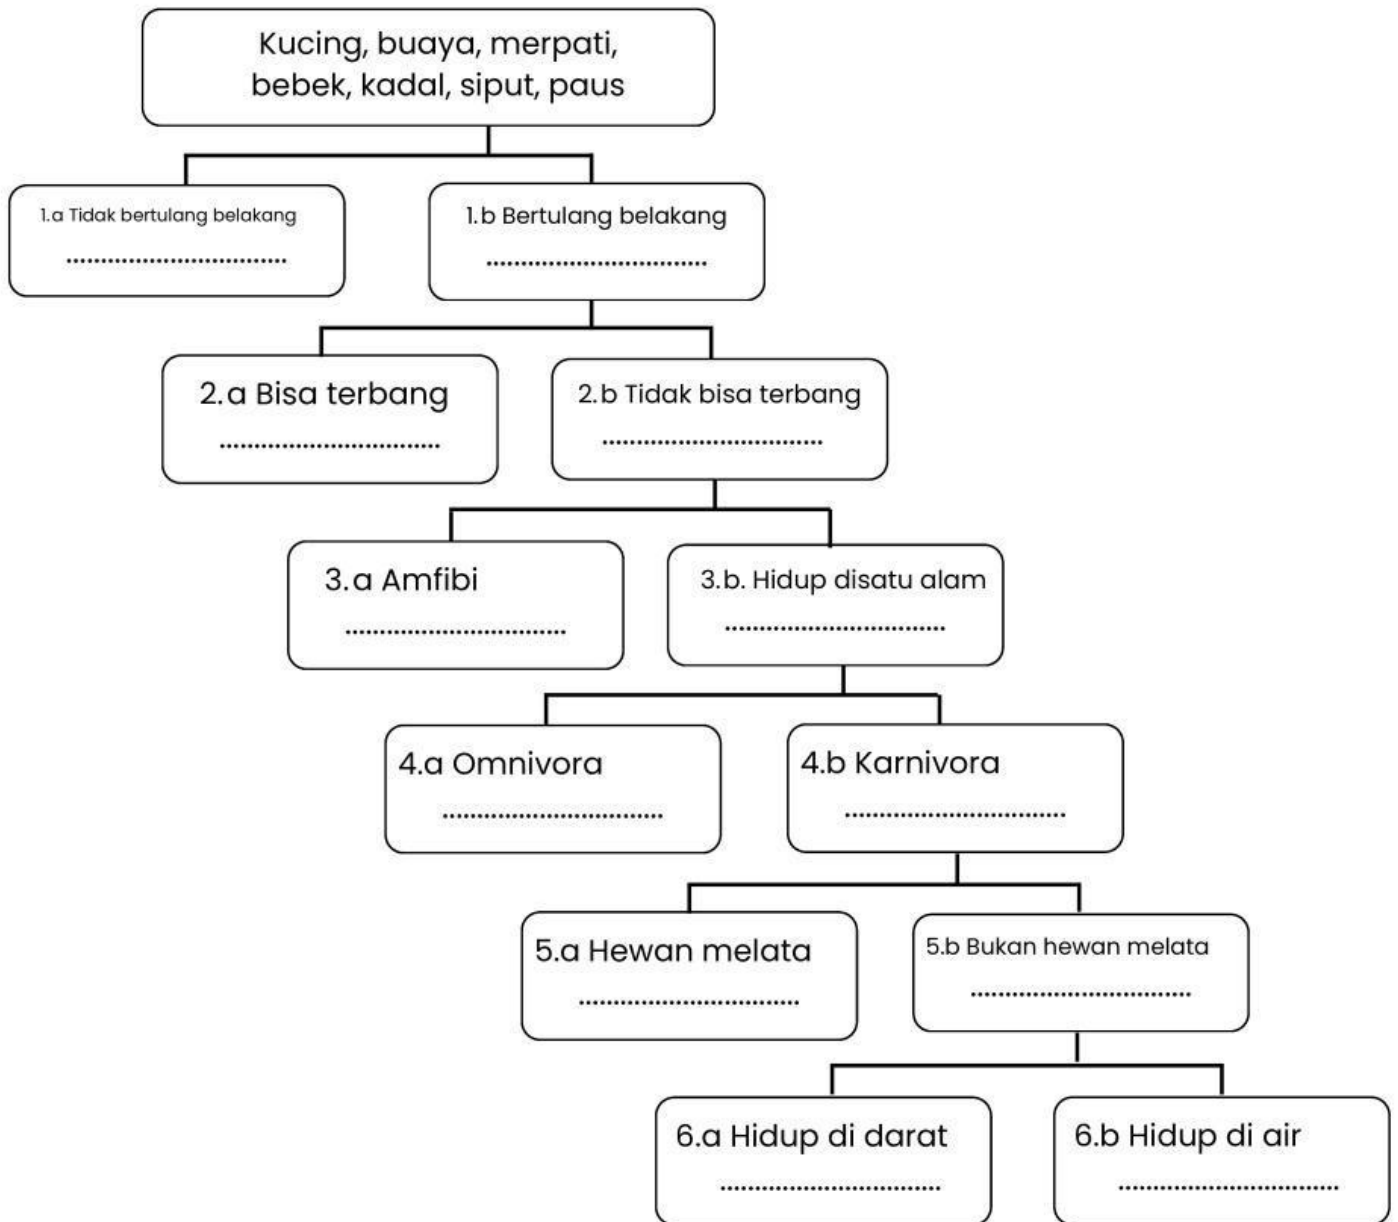 Kucing, buaya, merpati,
bebek, kadal, siput, paus
1.a Tidak bertulang belakang
................................
1.b Bertulang belakang
................................
2.a Bisa terbang
................................
2.b Tidak bisa terbang
................................
3.a Amfibi
................................
3.b. Hidup disatu alam
................................
4.a Omnivora
................................
4.b Karnivora
................................
5.a Hewan melata
................................
5.b Bukan hewan melata
................................
6.a Hidup di darat
................................
6.b Hidup di air
................................